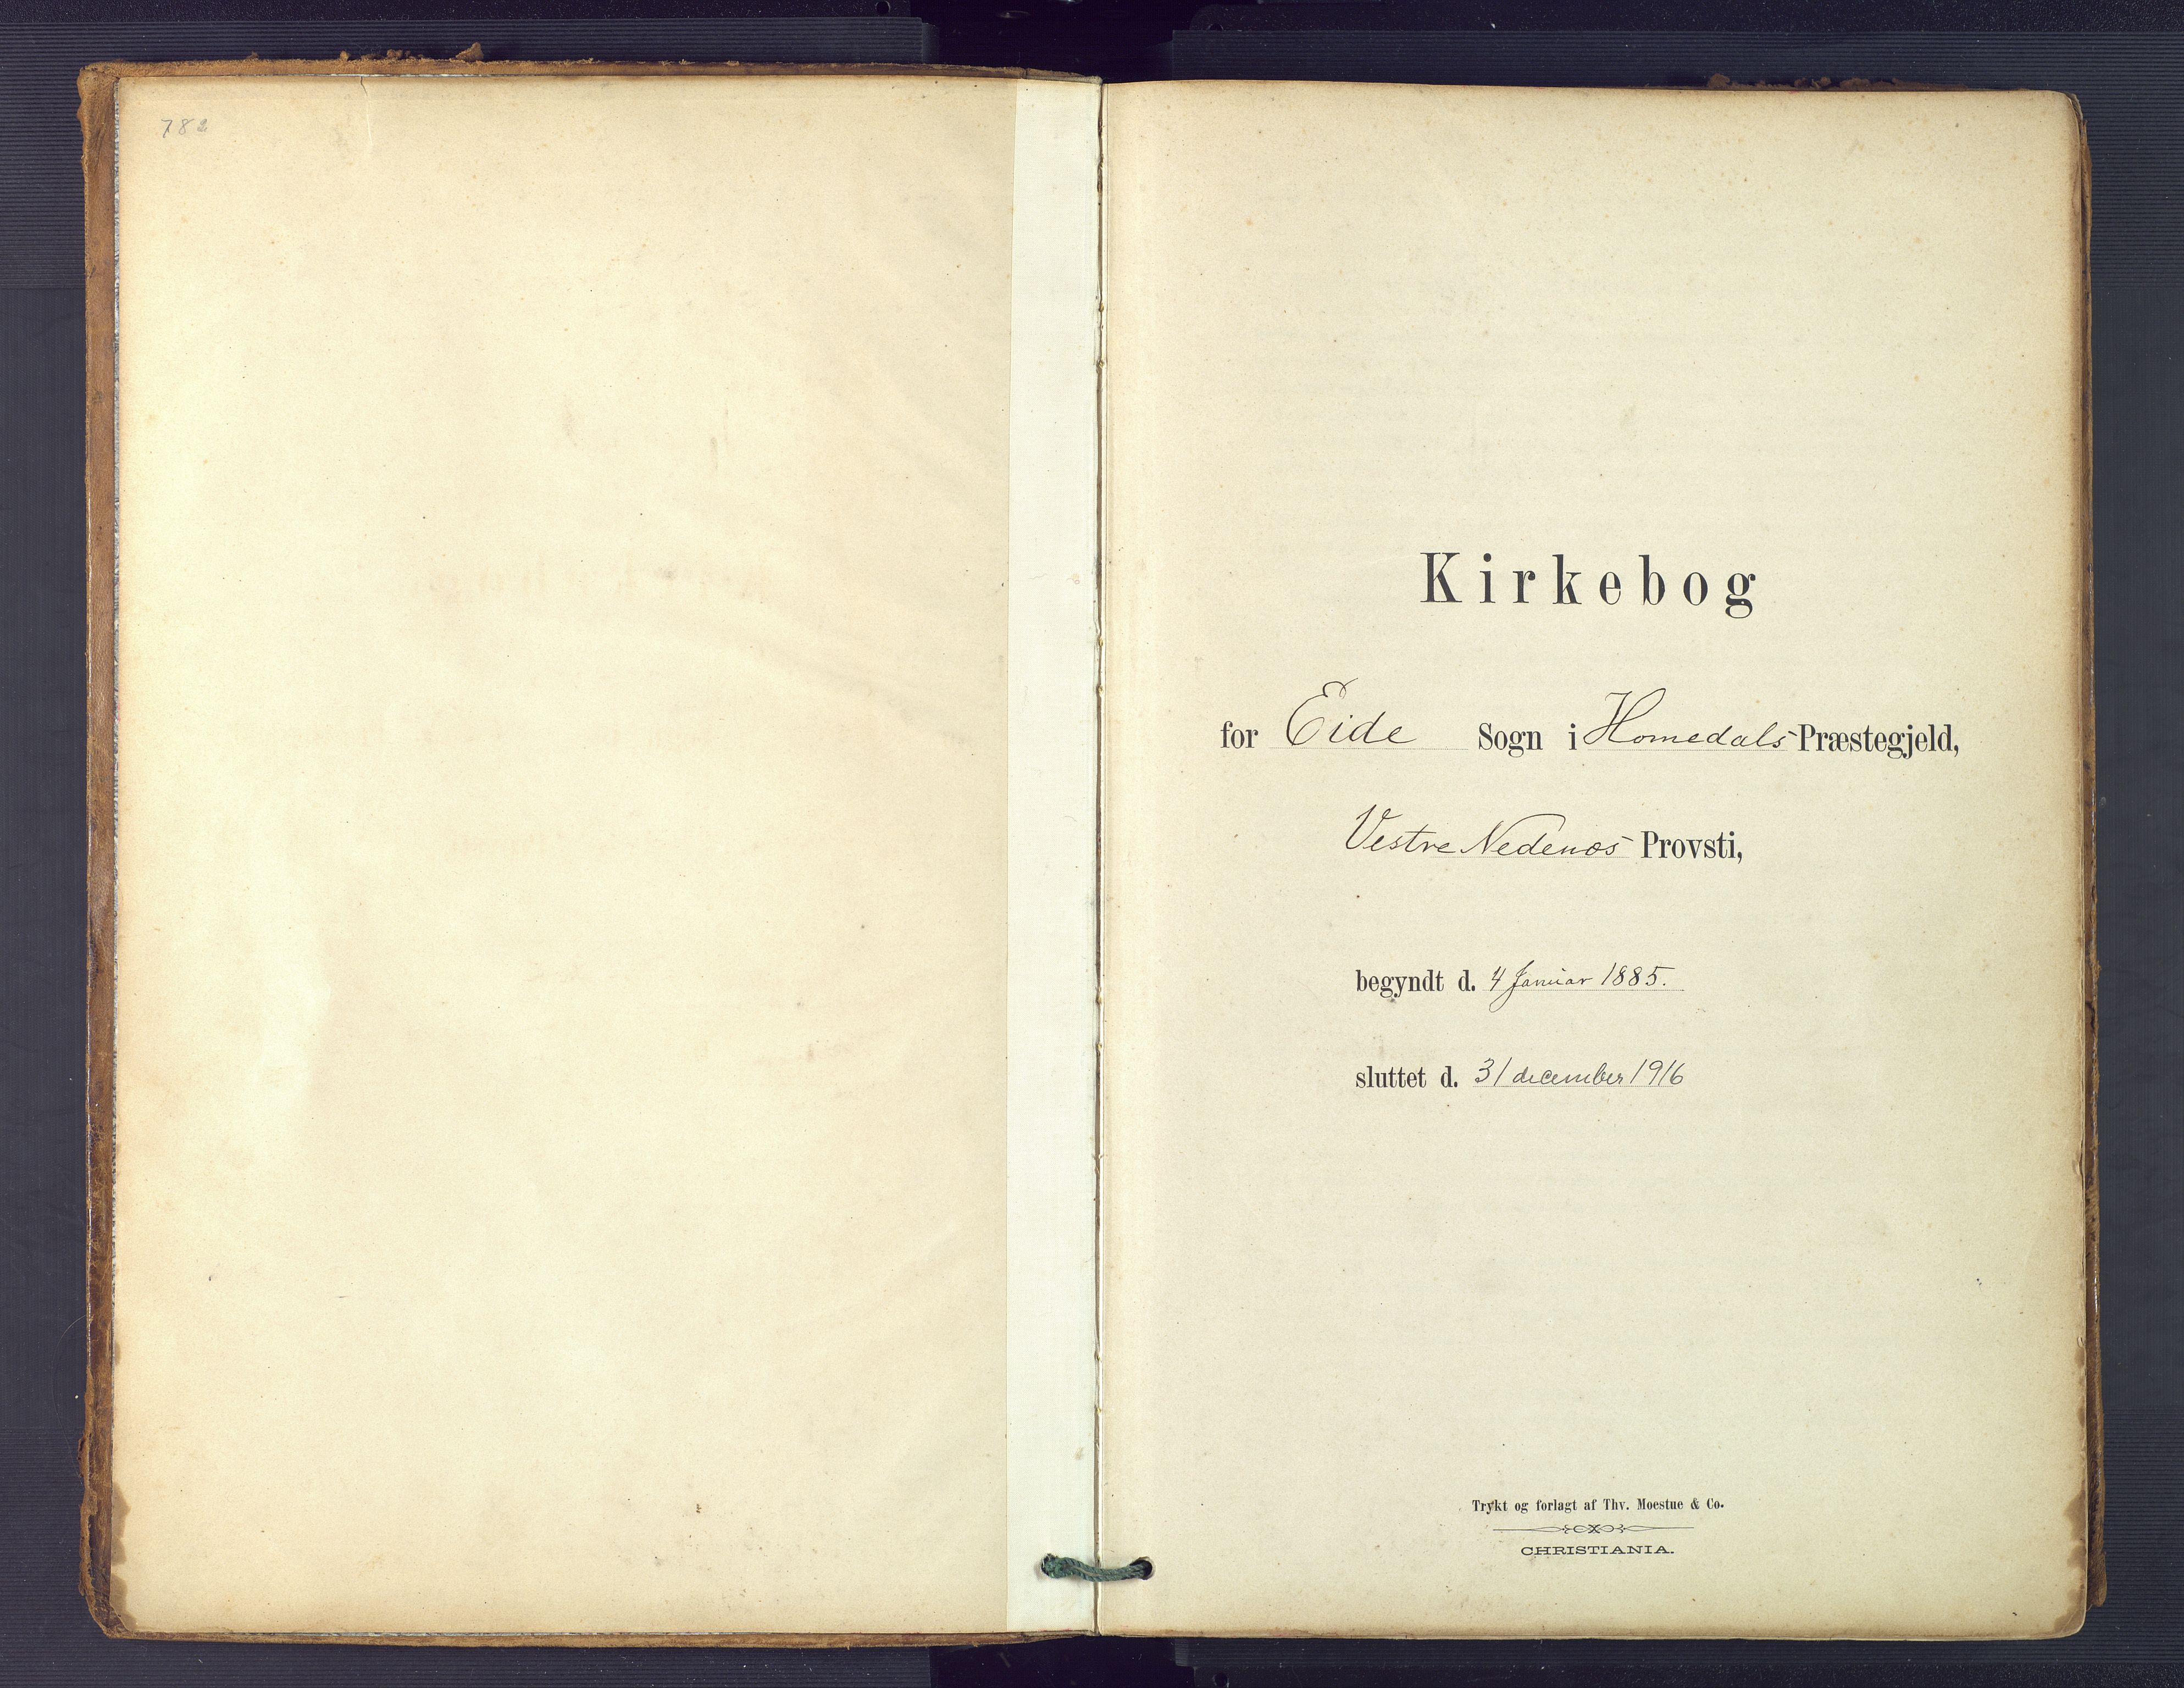 782
Kirkebog
for Eide Sogn i Homedals Præstegjeld,
Vestre Nedenæs Provsti,
begyndt d. 4 Januar 1885.
sluttet d. 31 december 1916
Trykt og forlagt af Thv. Moestue & Co.
CHRISTIANIA.